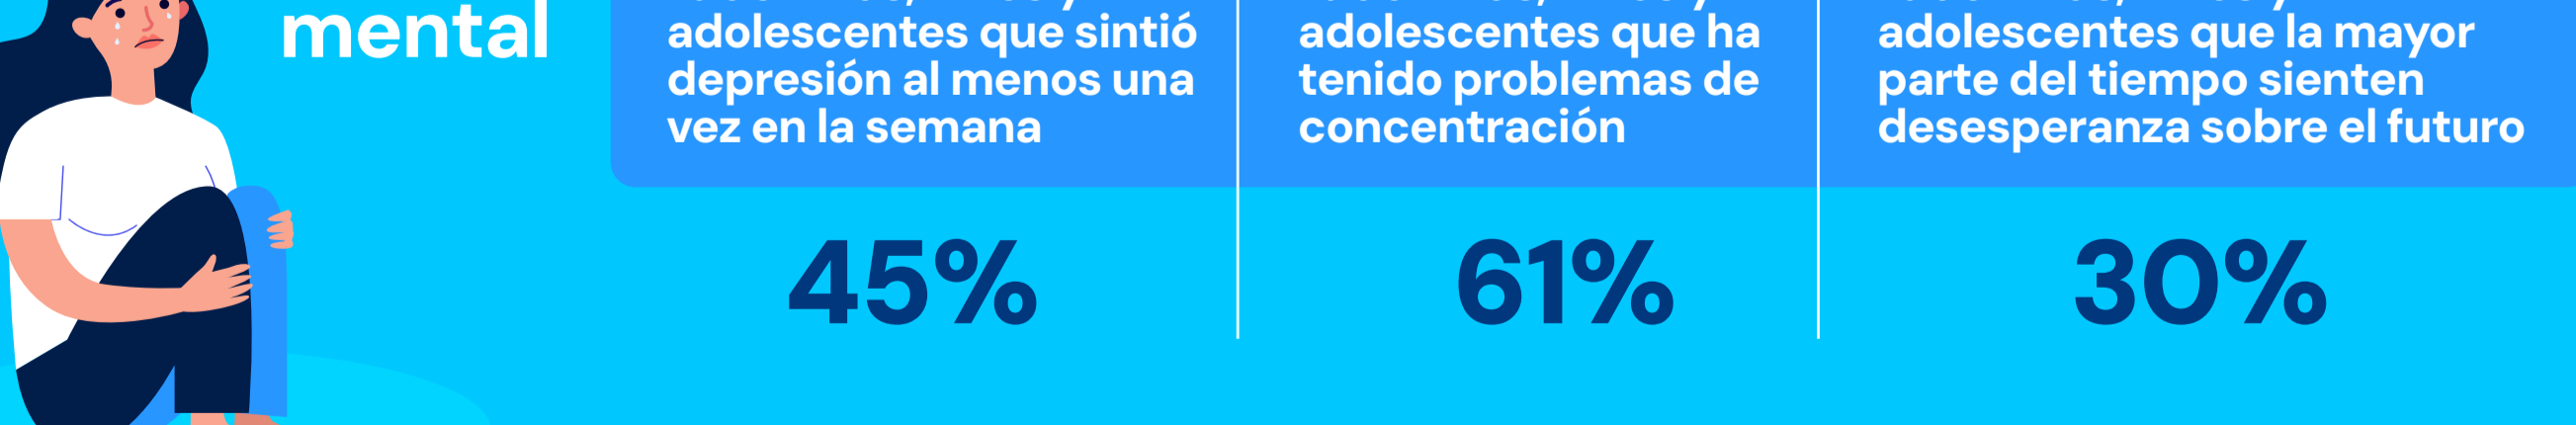 mental
adolescentes que sintió
depresión al menos una
vez en la semana
45%
adolescentes que ha
tenido problemas de
concentración
61%
adolescentes que la mayor
parte del tiempo sienten
desesperanza sobre el futuro
30%